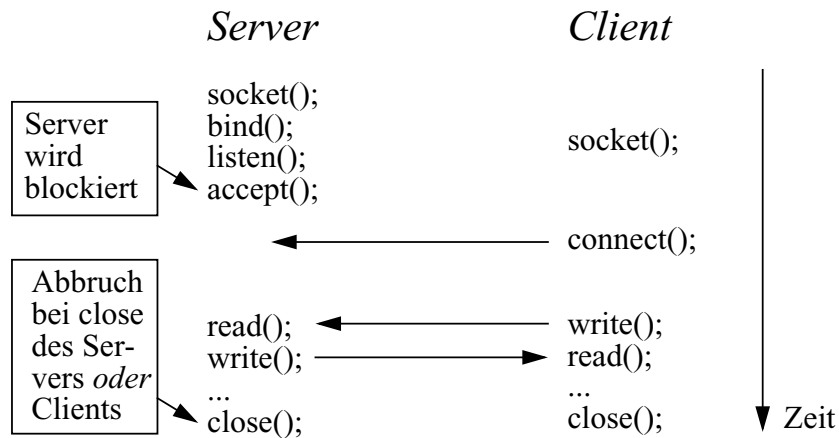 Server
Client
socket();
bind();
listen();
accept();
socket();
Server
wird
blockiert
connect();
Abbruch
bei close
des Ser-
vers oder
Clients
read();
write();
write();
read();
...
...
close();
close();
Zeit